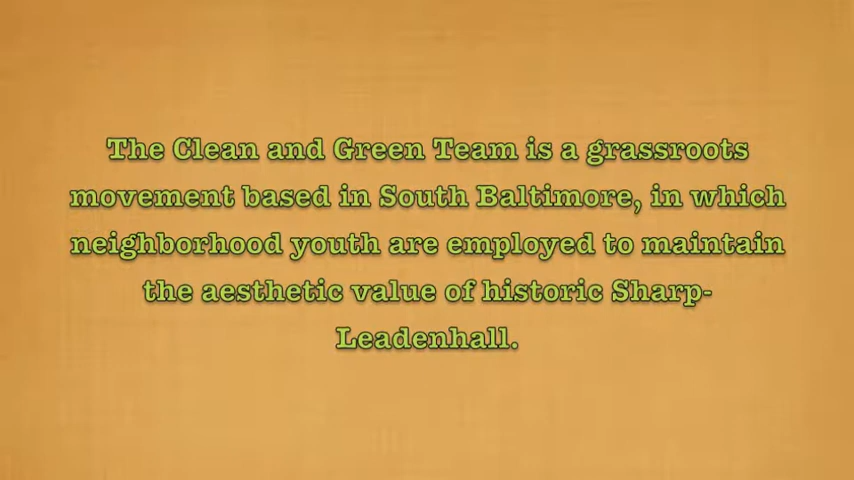 The Clean and Green Team is a grassroots
movement based in South Baltimore, in which
neighborhood youth are employed to maintain
the aesthetic value of historic Sharp-
Leadenhall.